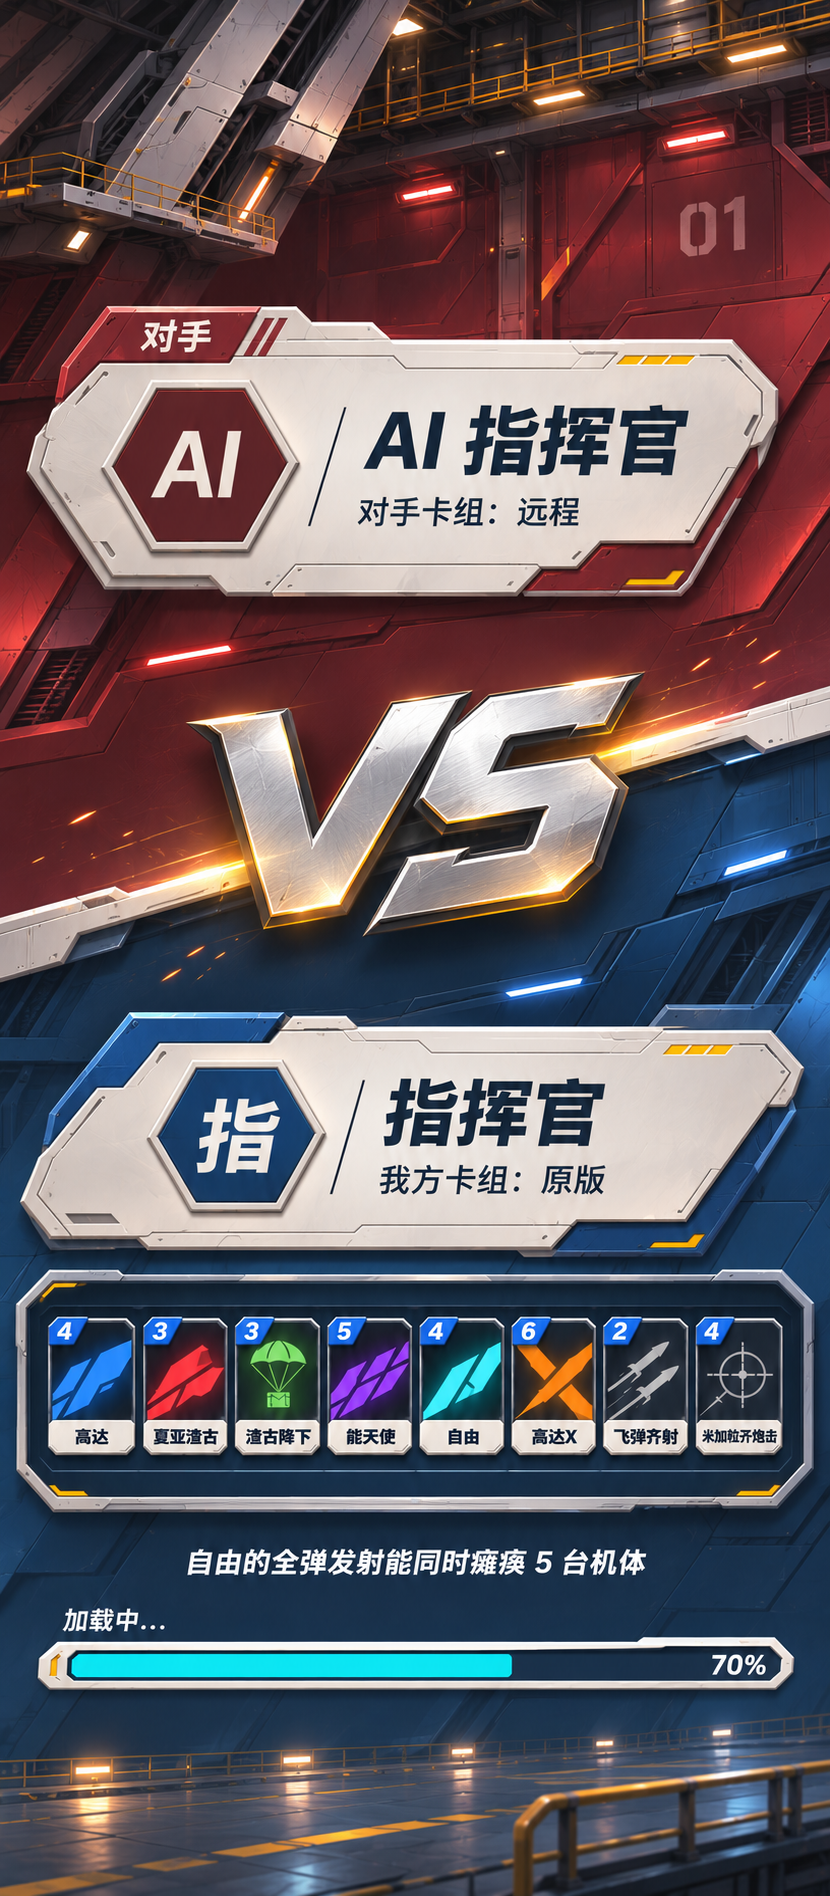 01
对手
AI
AI 指挥官
对手卡组：远程
VS
指
指挥官
我方卡组：原版
4 3 3 5 4 6 2 4
高达 夏亚渣古 渣古降下 能天使 自由 高达X 飞弹齐射 米加粒子炮击
自由的全弹发射能同时瘫痪 5 台机体
加载中...
70%